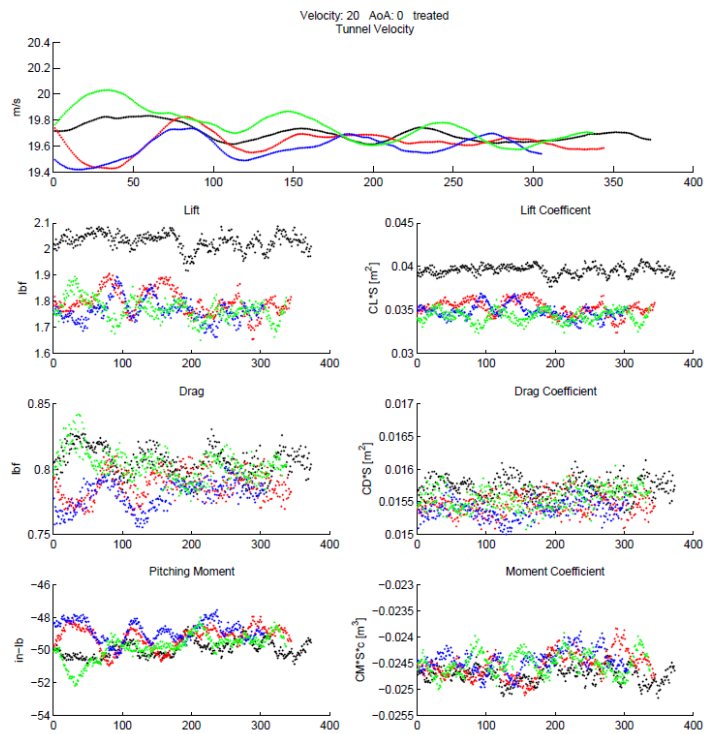 Velocity: 20 AoA: 0 treated
Tunnel Velocity
20.4
20.2
20
19.8
19.6
19.4
m/s
0 50 100 150 200 250 300 350 400
Lift
2.1
2
1.9
1.8
1.7
1.6
lbf
0 100 200 300 400
Lift Coefficent
0.045
0.04
0.035
0.03
CL*S [m²]
0 100 200 300 400
Drag
0.85
0.8
0.75
lbf
0 100 200 300 400
Drag Coefficient
0.017
0.0165
0.016
0.0155
0.015
CD*S [m²]
0 100 200 300 400
Pitching Moment
−46
−48
−50
−52
−54
in−lb
0 100 200 300 400
Moment Coefficient
−0.023
−0.0235
−0.024
−0.0245
−0.025
−0.0255
CM*S*c [m³]
0 100 200 300 400